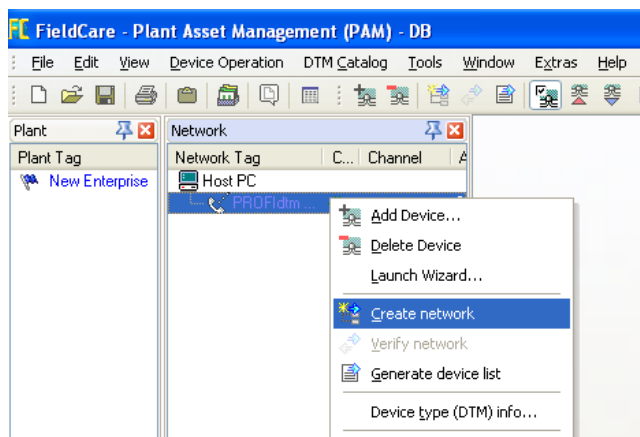 FC FieldCare - Plant Asset Management (PAM) - DB
File Edit View Device Operation DTM Catalog Tools Window Extras Help
Plant
Network
Plant Tag
Network Tag C... Channel A
New Enterprise
Host PC
PROFIdtm...
Add Device...
Delete Device
Launch Wizard...
Create network
Verify network
Generate device list
Device type (DTM) info...